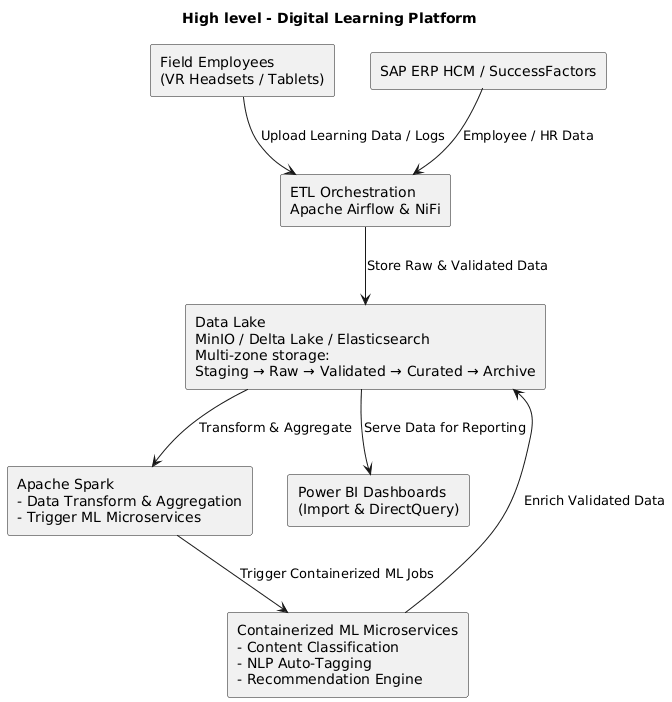 High level - Digital Learning Platform
Field Employees
(VR Headsets / Tablets)
SAP ERP HCM / SuccessFactors
Upload Learning Data / Logs
Employee / HR Data
ETL Orchestration
Apache Airflow & NiFi
Store Raw & Validated Data
Data Lake
MinIO / Delta Lake / Elasticsearch
Multi-zone storage:
Staging → Raw → Validated → Curated → Archive
Transform & Aggregate
Serve Data for Reporting
Apache Spark
- Data Transform & Aggregation
- Trigger ML Microservices
Power BI Dashboards
(Import & DirectQuery)
Enrich Validated Data
Trigger Containerized ML Jobs
Containerized ML Microservices
- Content Classification
- NLP Auto-Tagging
- Recommendation Engine